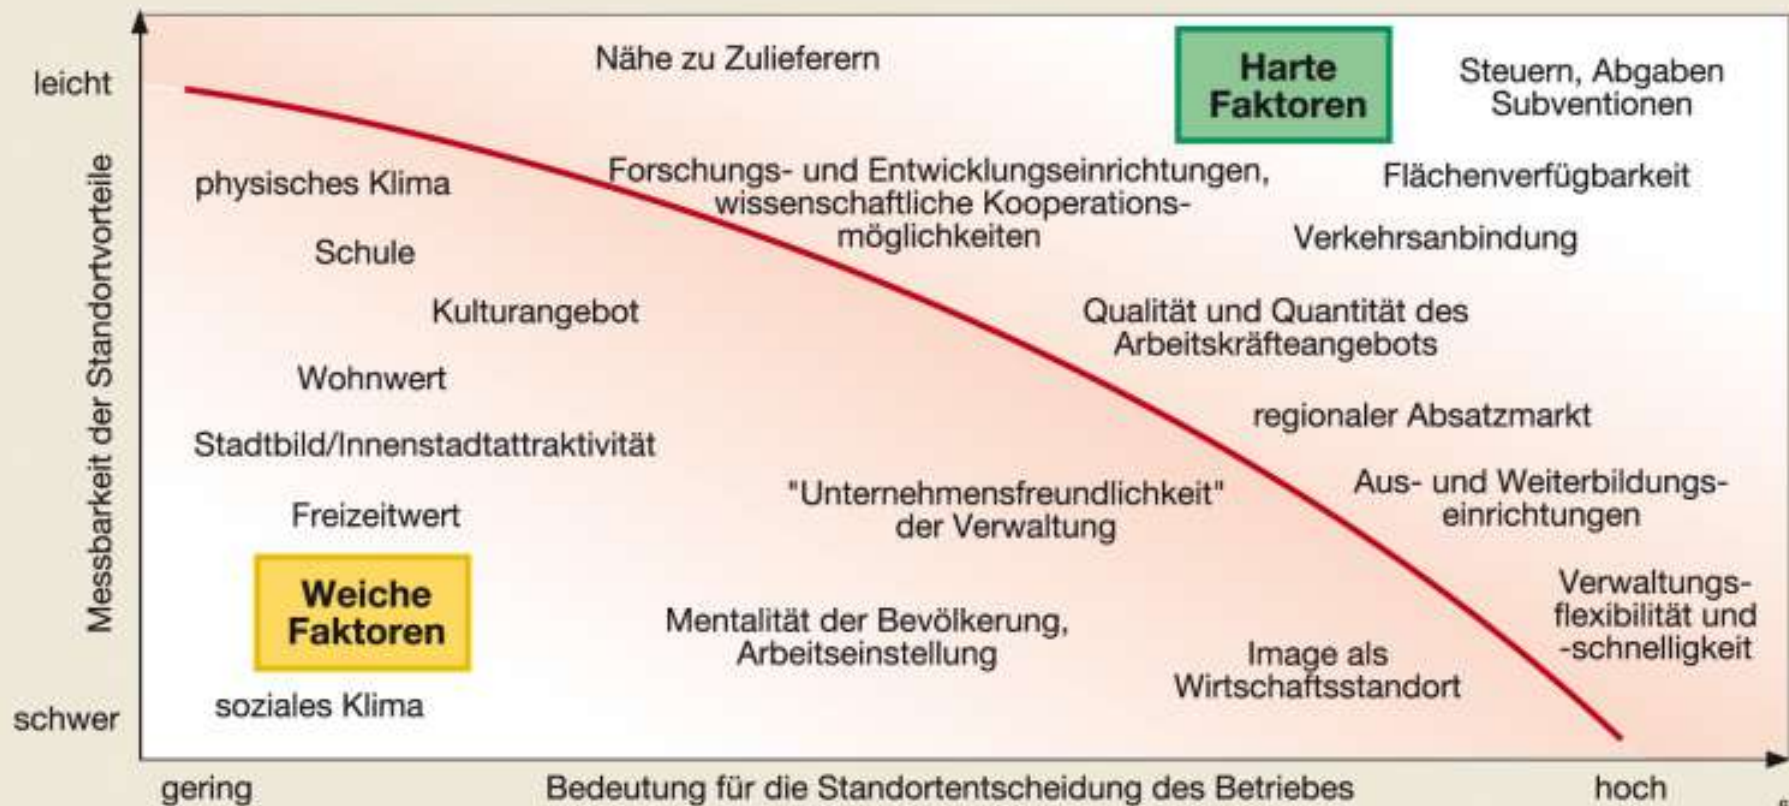 leicht
Messbarkeit der Standortvorteile
schwer
Nähe zu Zulieferern
Harte
Faktoren
Steuern, Abgaben
Subventionen
physisches Klima
Forschungs- und Entwicklungseinrichtungen,
wissenschaftliche Kooperations-
möglichkeiten
Flächenverfügbarkeit
Schule
Verkehrsanbindung
Kulturangebot
Qualität und Quantität des
Arbeitskräfteangebots
Wohnwert
regionaler Absatzmarkt
Stadtbild/Innenstadtattraktivität
"Unternehmensfreundlichkeit"
der Verwaltung
Aus- und Weiterbildungs-
einrichtungen
Freizeitwert
Weiche
Faktoren
Mentalität der Bevölkerung,
Arbeitseinstellung
Verwaltungs-
flexibilität und
-schnelligkeit
Image als
Wirtschaftsstandort
soziales Klima
gering
Bedeutung für die Standortentscheidung des Betriebes
hoch